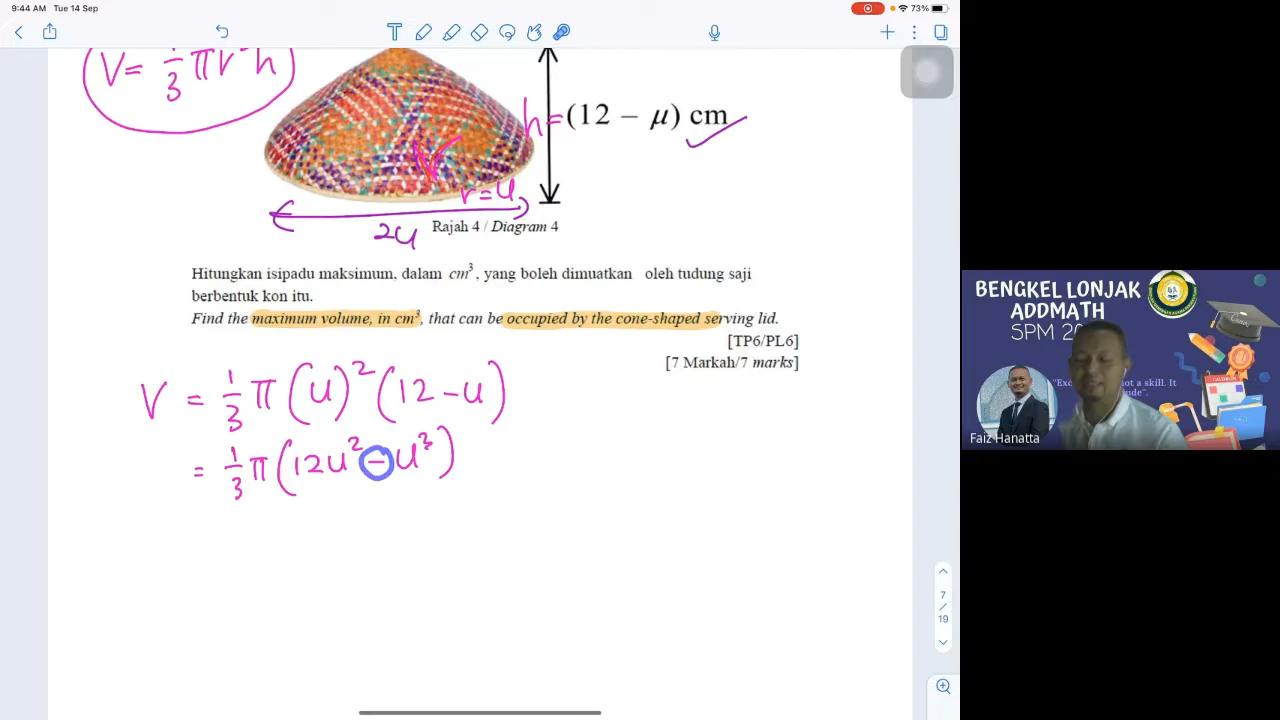 9:44 AM Tue 14 Sep
73%
V= 1/3 πr²h
h= (12 − μ) cm
r=u
2u
Rajah 4 / Diagram 4
Hitungkan isipadu maksimum, dalam cm³, yang boleh dimuatkan oleh tudung saji
berbentuk kon itu.
Find the maximum volume, in cm³, that can be occupied by the cone-shaped serving lid.
[TP6/PL6]
[7 Markah/7 marks]
V = 1/3 π (u)² (12 - u)
= 1/3 π (12u² - u³)
7
/
19
BENGKEL LONJAK
ADDMATH
SPM 20
not a skill. It
Faiz Hanatta